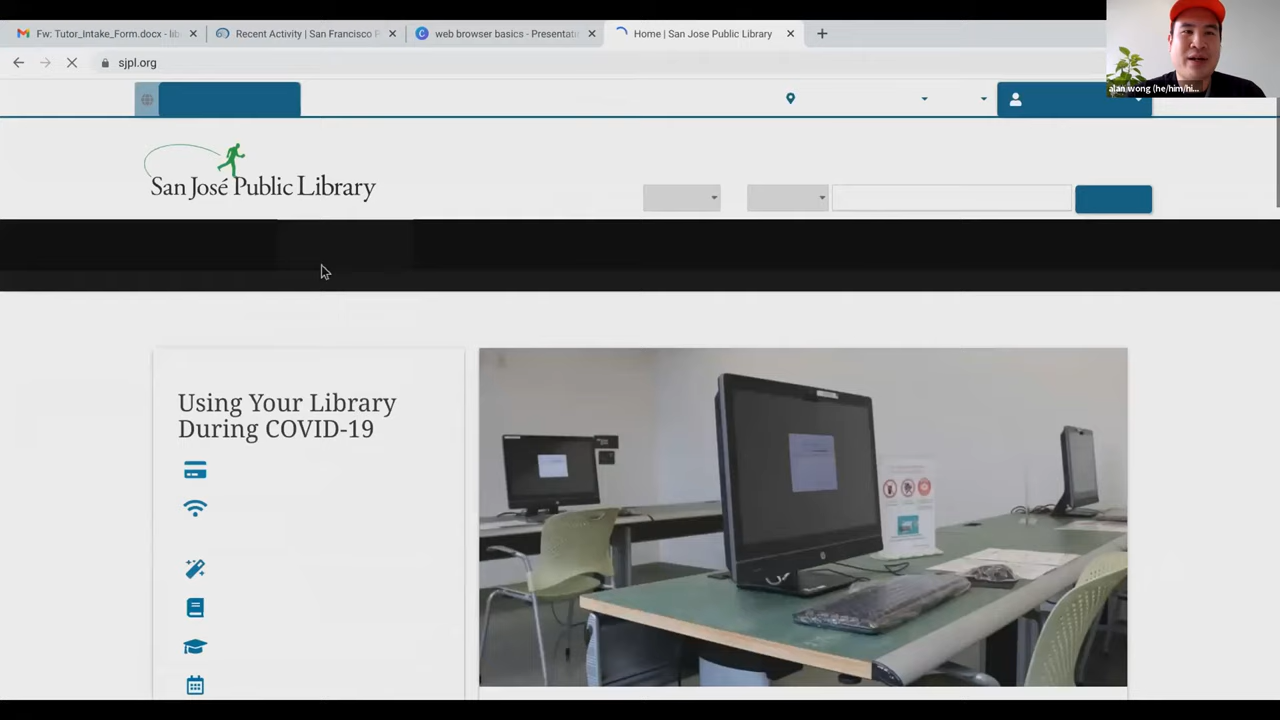 Fw: Tutor_Intake_Form.docx - lib
Recent Activity | San Francisco P
web browser basics - Presentati
Home | San Jose Public Library
sjpl.org
alan wong (he/him/hi...
San José Public Library
Using Your Library
During COVID-19